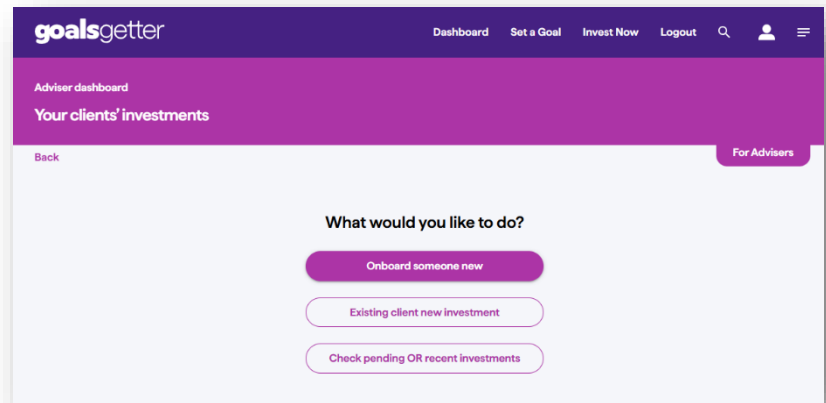 goalsgetter
Dashboard Set a Goal Invest Now Logout
Adviser dashboard
Your clients' investments
Back
For Advisers
What would you like to do?
Onboard someone new
Existing client new investment
Check pending OR recent investments